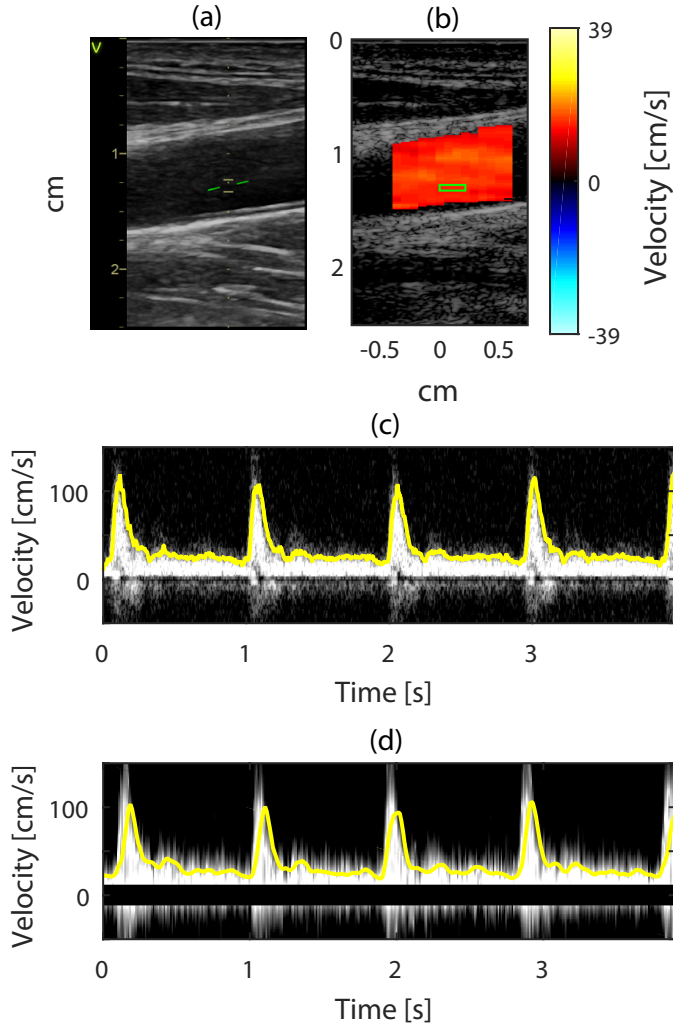 (a)
(b)
V
cm
1
2
0
1
2
-0.5 0 0.5
cm
39
0
-39
Velocity [cm/s]
(c)
Velocity [cm/s]
100
0
0 1 2 3
Time [s]
(d)
Velocity [cm/s]
100
0
0 1 2 3
Time [s]